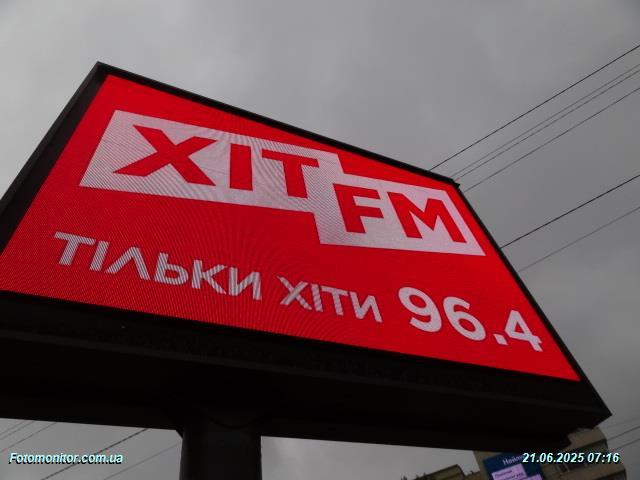 ХІТ
FM
ТІЛЬКИ ХІТИ 96.4
Fotomonitor.com.ua
21.06.2025 07:16